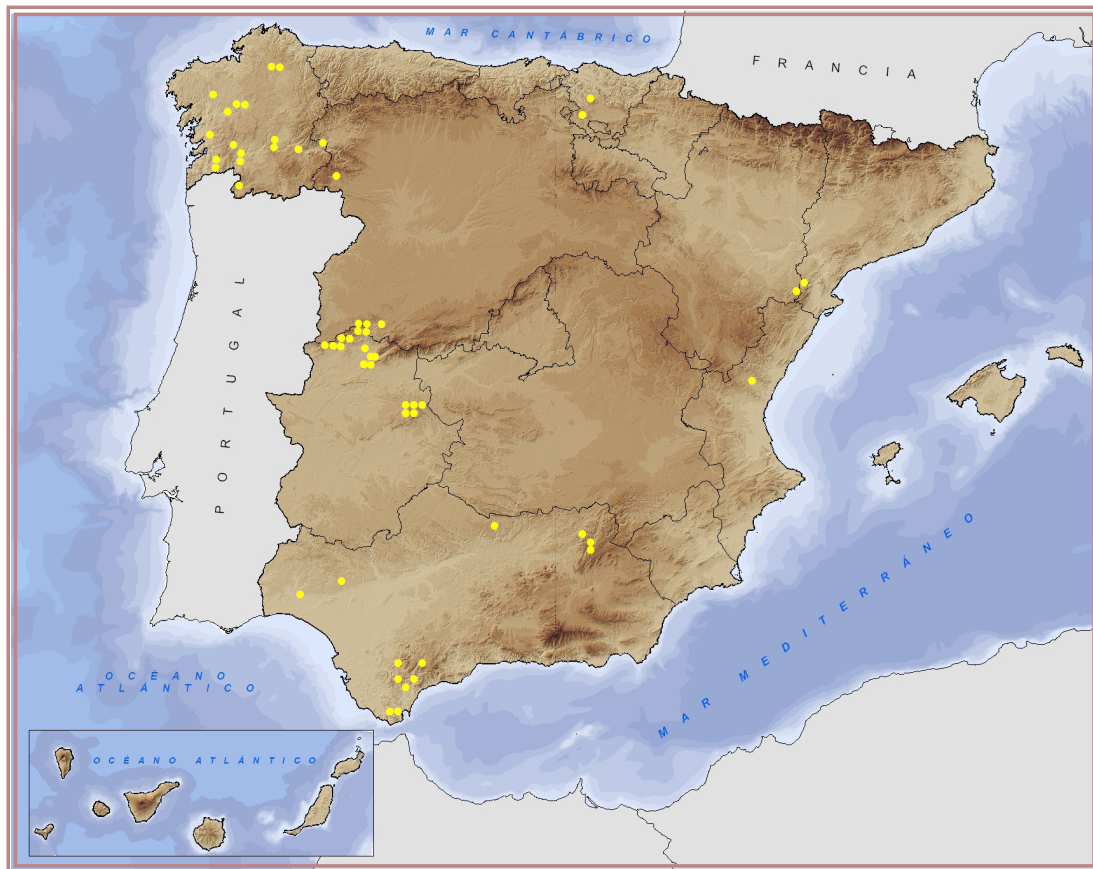 MAR CANTÁBRICO
FRANCIA
PORTUGAL
MAR MEDITERRÁNEO
OCÉANO
ATLÁNTICO
OCÉANO ATLÁNTICO